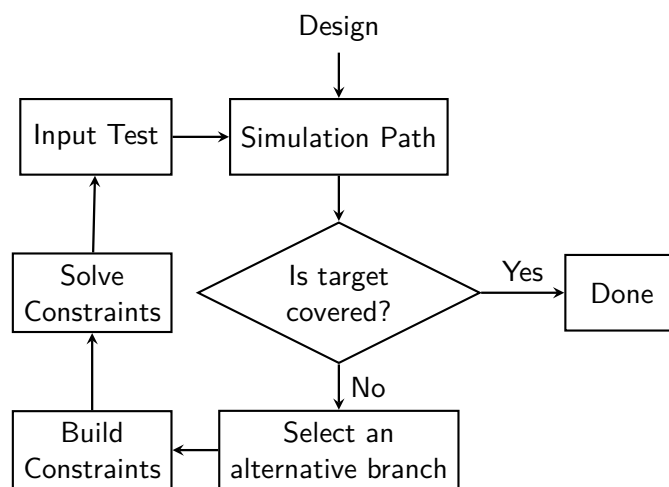 Design
Input Test
Simulation Path
Is target
covered?
Yes
Done
Solve
Constraints
No
Build
Constraints
Select an
alternative branch